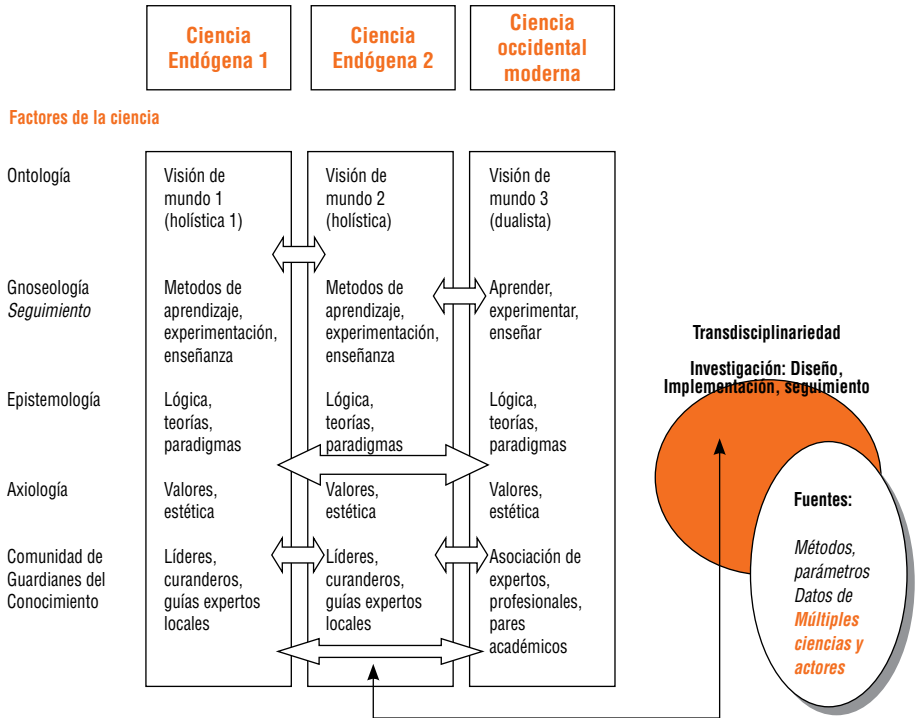 Ciencia
Endógena 1
Ciencia
Endógena 2
Ciencia
occidental
moderna
Factores de la ciencia
Ontología
Visión de
mundo 1
(holística 1)
Visión de
mundo 2
(holística)
Visión de
mundo 3
(dualista)
Gnoseología
Seguimiento
Metodos de
aprendizaje,
experimentación,
enseñanza
Metodos de
aprendizaje,
experimentación,
enseñanza
Aprender,
experimentar,
enseñar
Epistemología
Lógica,
teorías,
paradigmas
Lógica,
teorías,
paradigmas
Lógica,
teorías,
paradigmas
Axiología
Valores,
estética
Valores,
estética
Valores,
estética
Comunidad de
Guardianes del
Conocimiento
Líderes,
curanderos,
guías expertos
locales
Líderes,
curanderos,
guías expertos
locales
Asociación de
expertos,
profesionales,
pares
académicos
Transdisciplinariedad
Investigación: Diseño,
Implementación, seguimiento
Fuentes:
Métodos,
parámetros
Datos de
Múltiples
ciencias y
actores